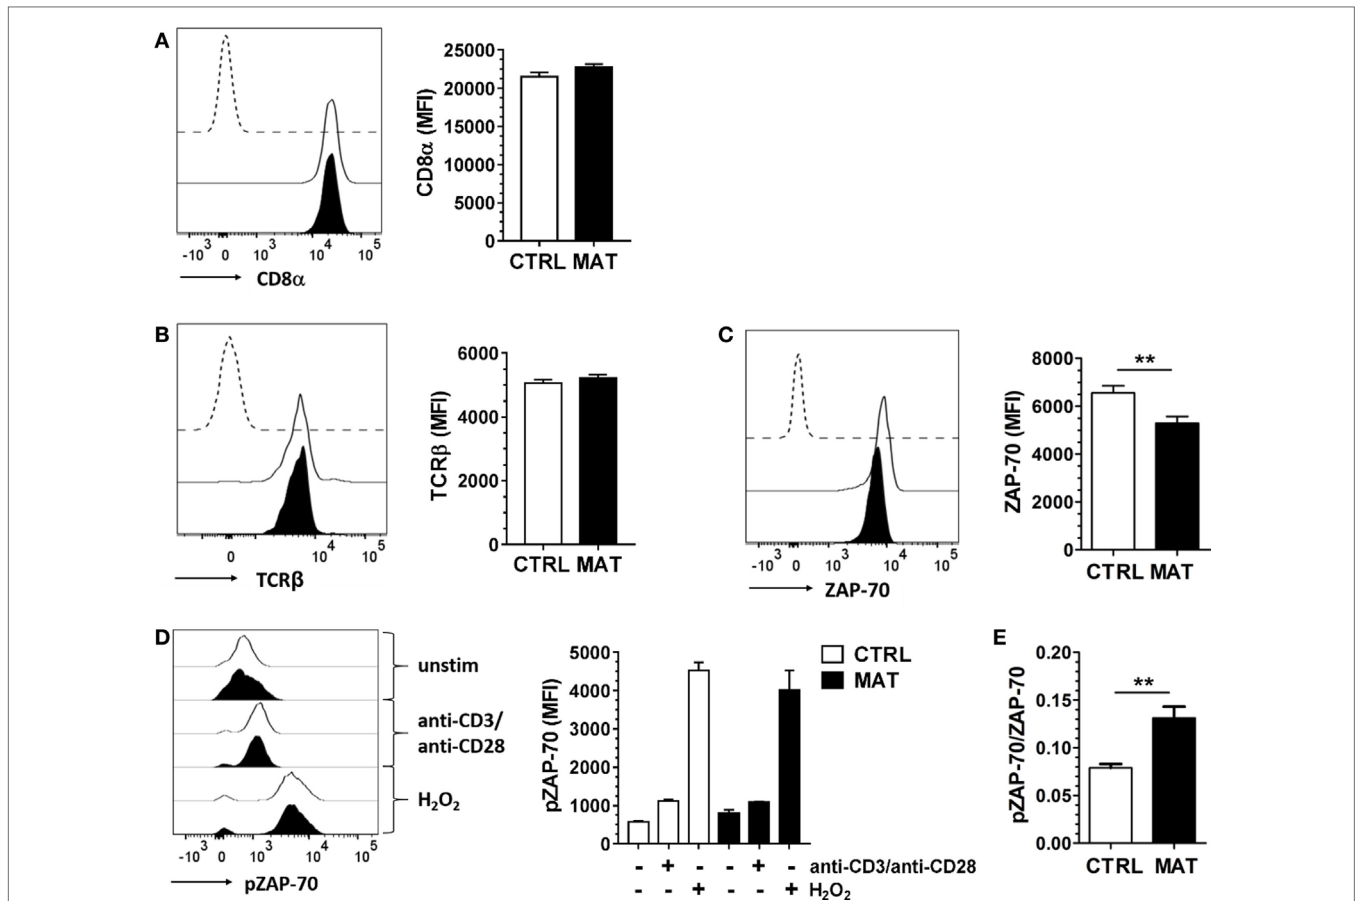 A
-10³ 0 10³ 10⁴ 10⁵
CD8α
25000
20000
15000
10000
5000
0
CD8α (MFI)
CTRL MAT
B
0 10⁴ 10⁵
TCRβ
6000
4000
2000
0
TCRβ (MFI)
CTRL MAT
C
-10³ 0 10³ 10⁴ 10⁵
ZAP-70
8000
6000
4000
2000
0
ZAP-70 (MFI)
**
CTRL MAT
D
unstim
anti-CD3/
anti-CD28
H₂O₂
-10³ 0 10³ 10⁴ 10⁵
pZAP-70
5000
4000
3000
2000
1000
0
pZAP-70 (MFI)
CTRL
MAT
- + - - + - anti-CD3/anti-CD28
- - + - - + H₂O₂
E
0.20
0.15
0.10
0.05
0.00
pZAP-70/ZAP-70
**
CTRL MAT